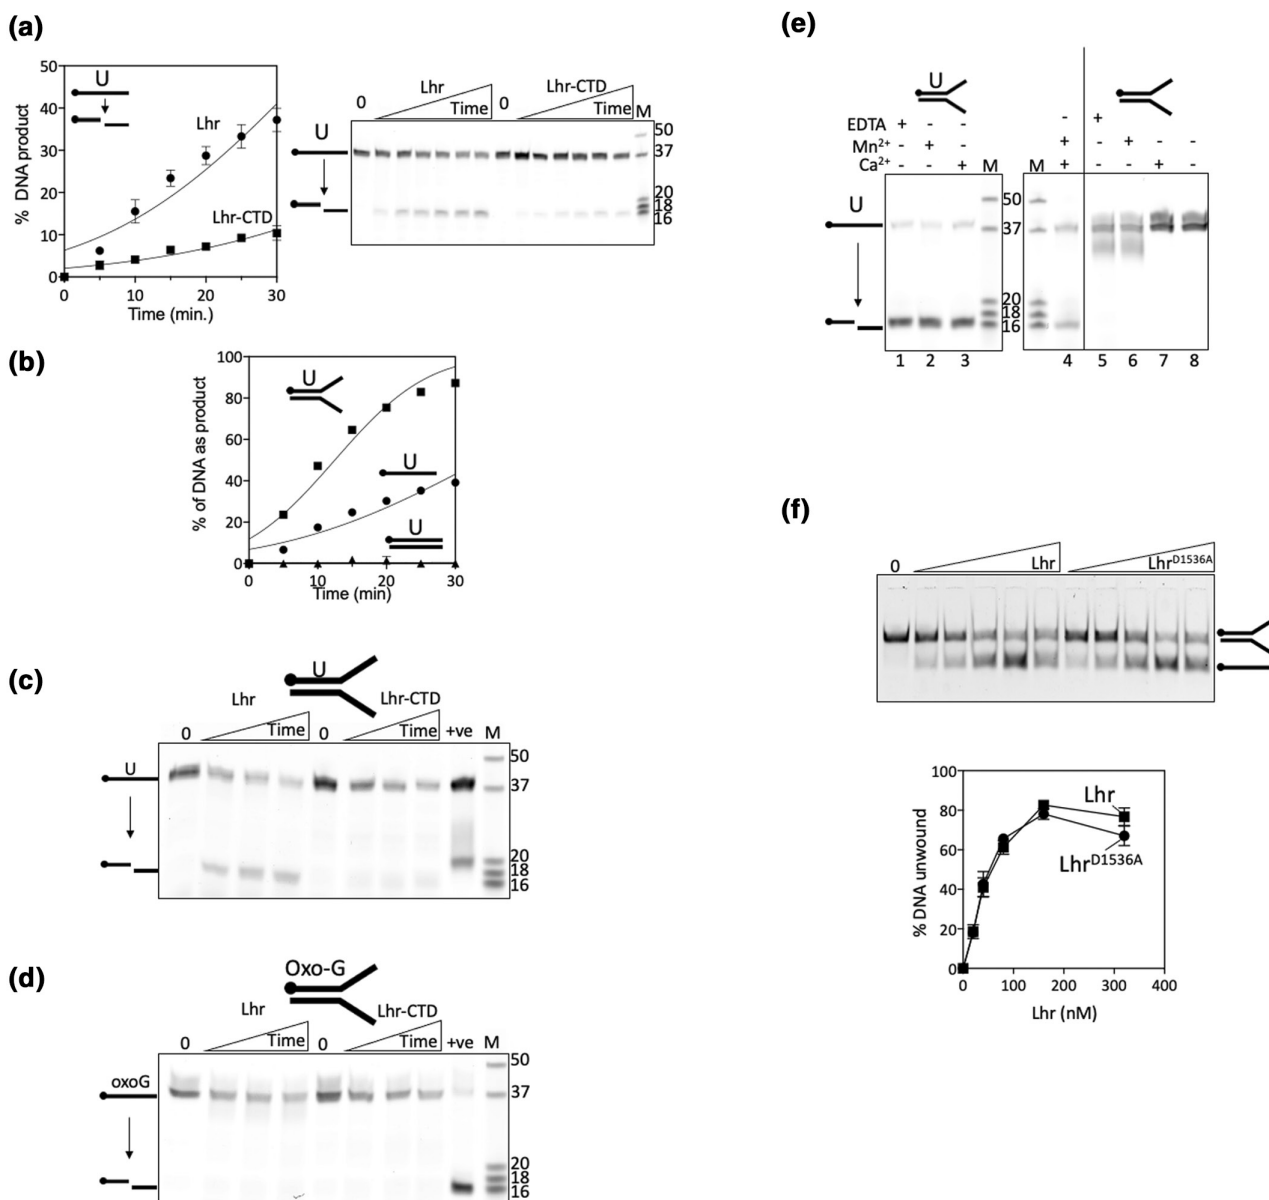 (a)
50
40
30
20
10
0
% DNA product
U
Lhr
Lhr-CTD
0 10 20 30
Time (min.)
Lhr Lhr-CTD
0 Time 0 Time M
U
50
37
20
18
16
(b)
100
80
60
40
20
0
% of DNA as product
U
U
U
0 10 20 30
Time (min)
(c)
U
Lhr Lhr-CTD
0 Time 0 Time +ve M
U
50
37
20
18
16
(d)
Oxo-G
Lhr Lhr-CTD
0 Time 0 Time +ve M
oxoG
50
37
20
18
16
(e)
U
EDTA + - - - + - - -
Mn2+ - + - + - + - -
Ca2+ - - + M M + - - + -
U
50
37
20
18
16
50
37
20
18
16
1 2 3 4 5 6 7 8
(f)
0 Lhr LhrD1536A
100
80
60
40
20
0
% DNA unwound
Lhr
LhrD1536A
0 100 200 300 400
Lhr (nM)